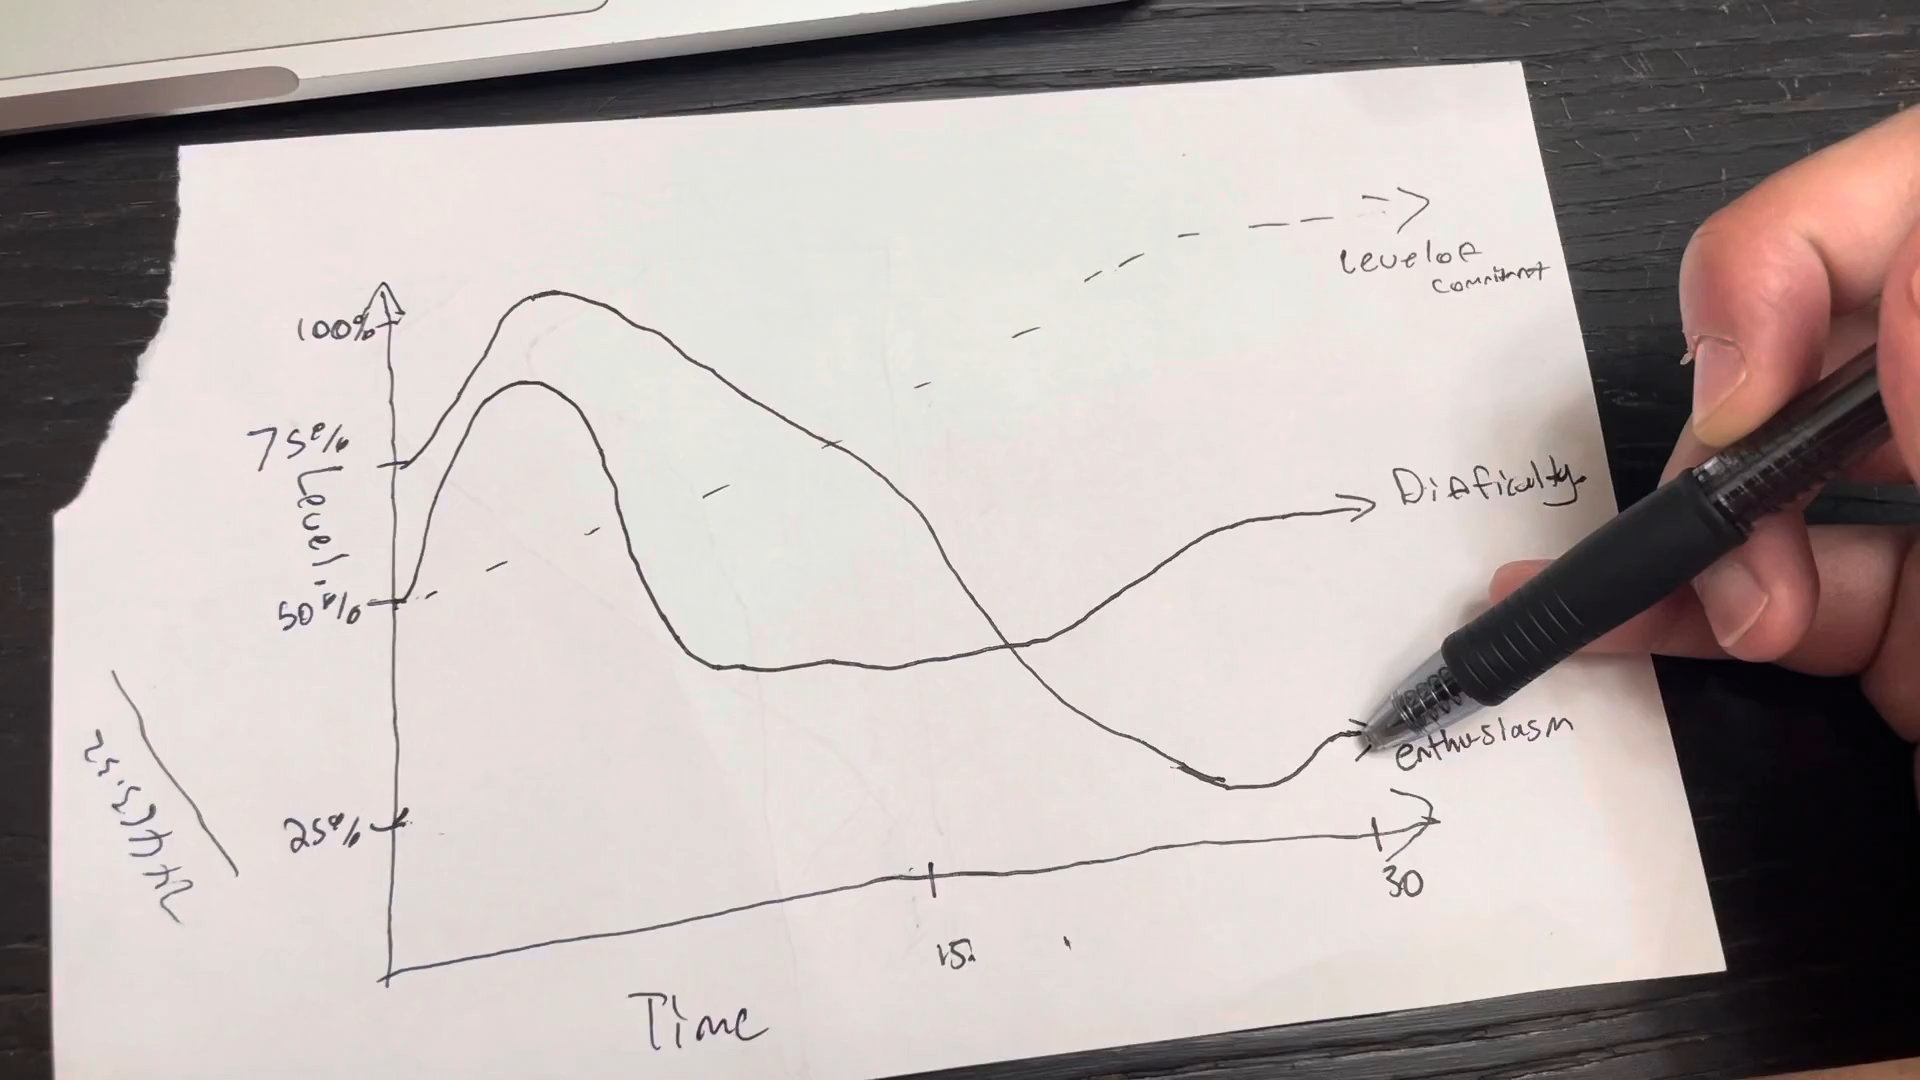 Level of
commitment
100%
75%
Level.
Difficulty.
50%
enthusiasm
25%
30
15.
Time